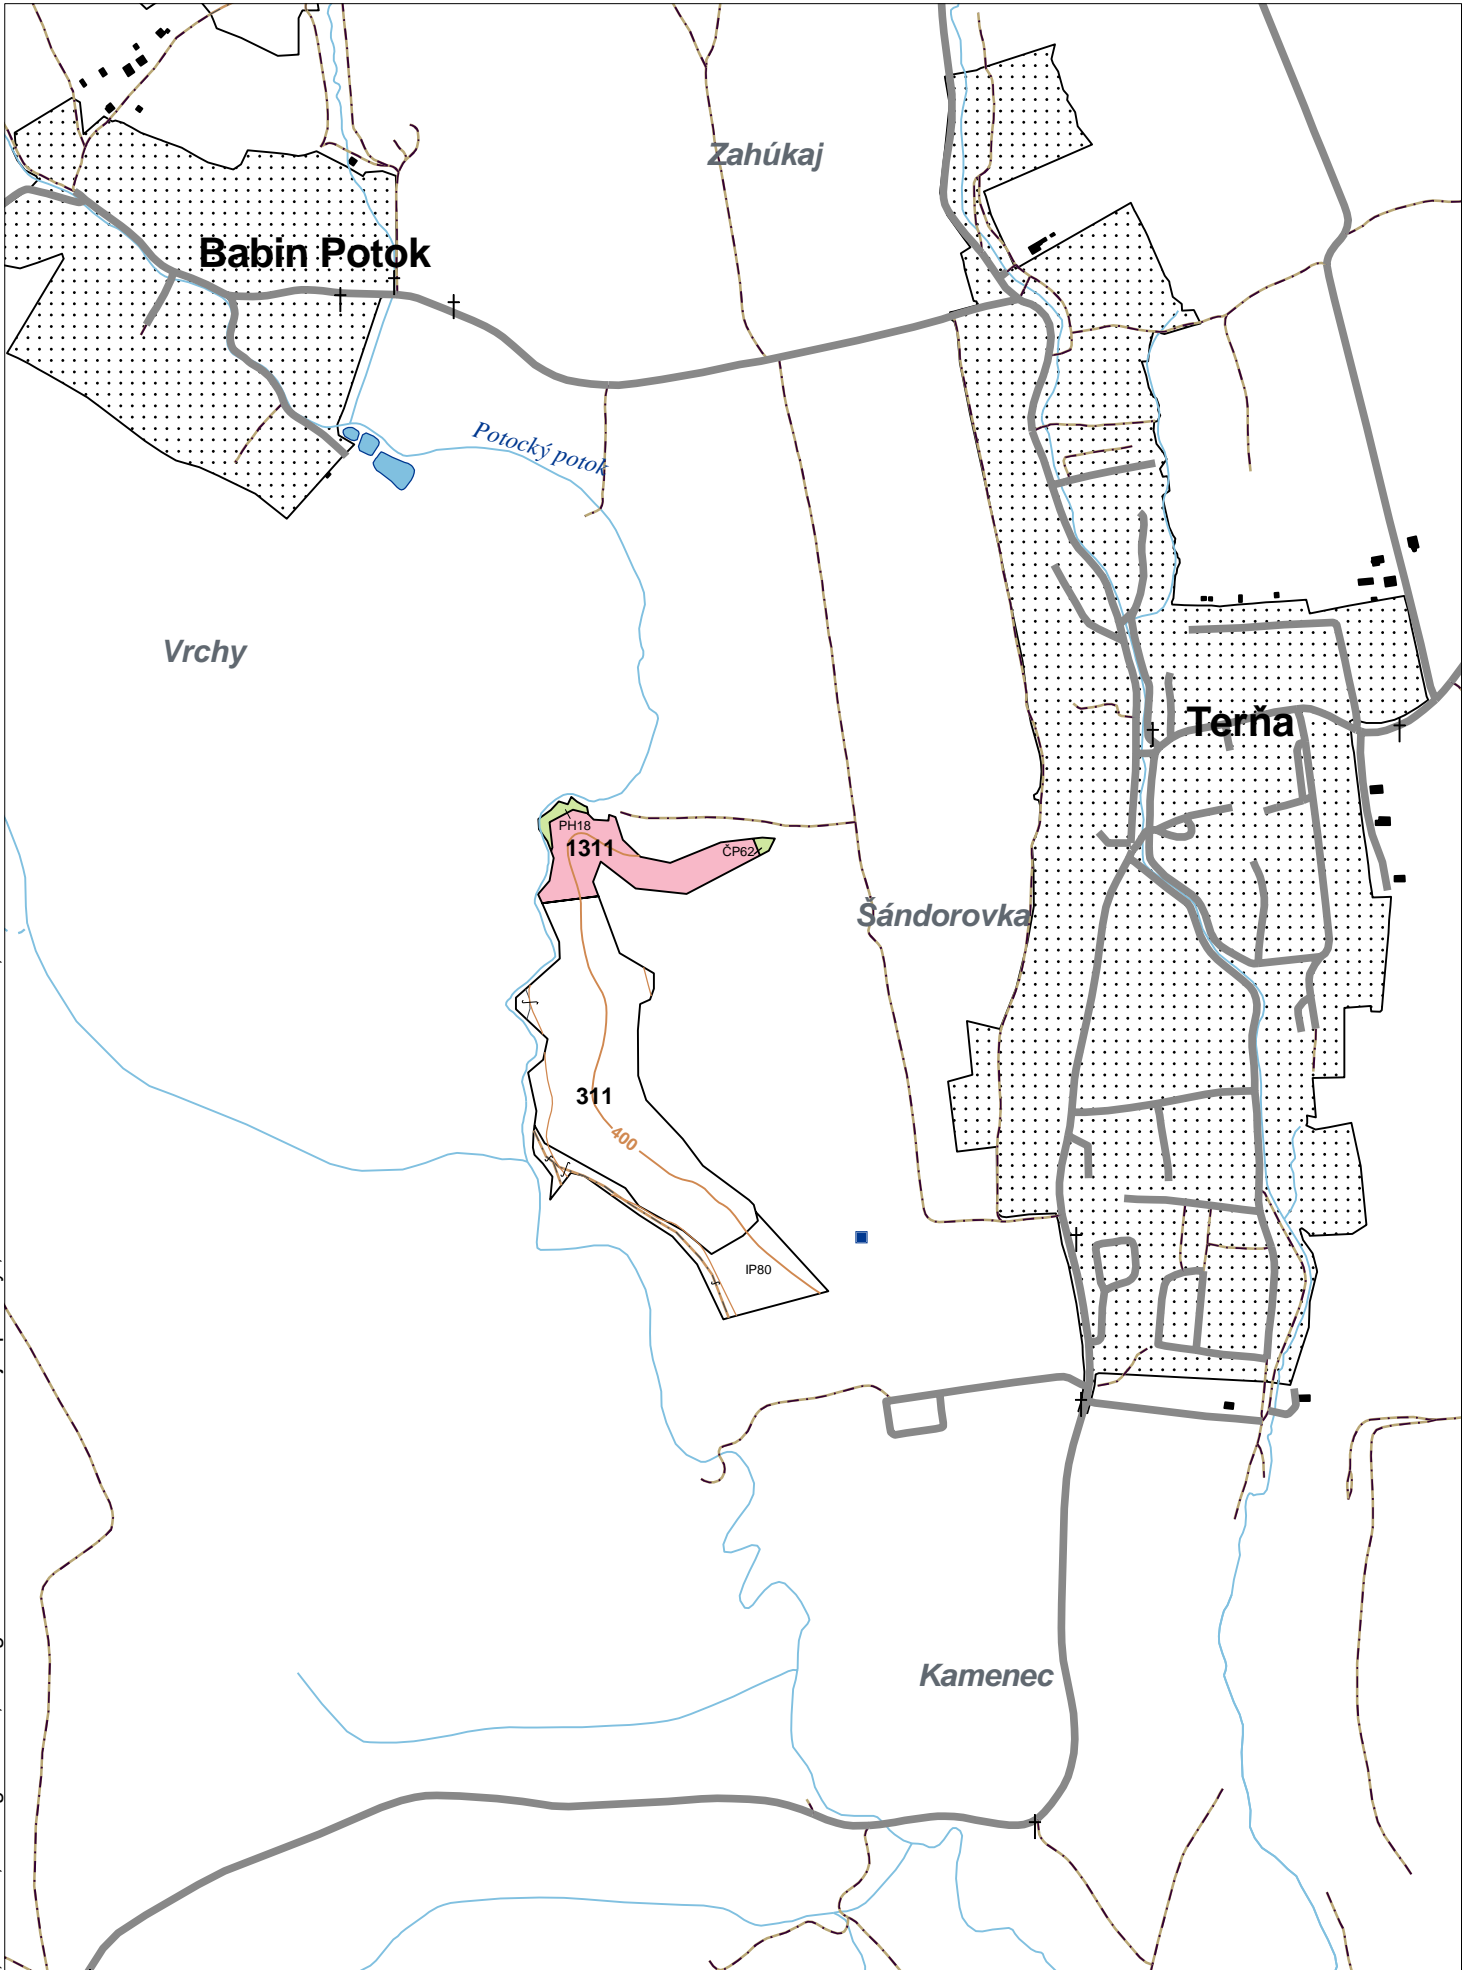 Zahúkaj
Babin Potok
Potocký potok
Vrchy
Terňa
PH18
1311
ČP62
Šándorovka
311
400
IP80
Kamenec